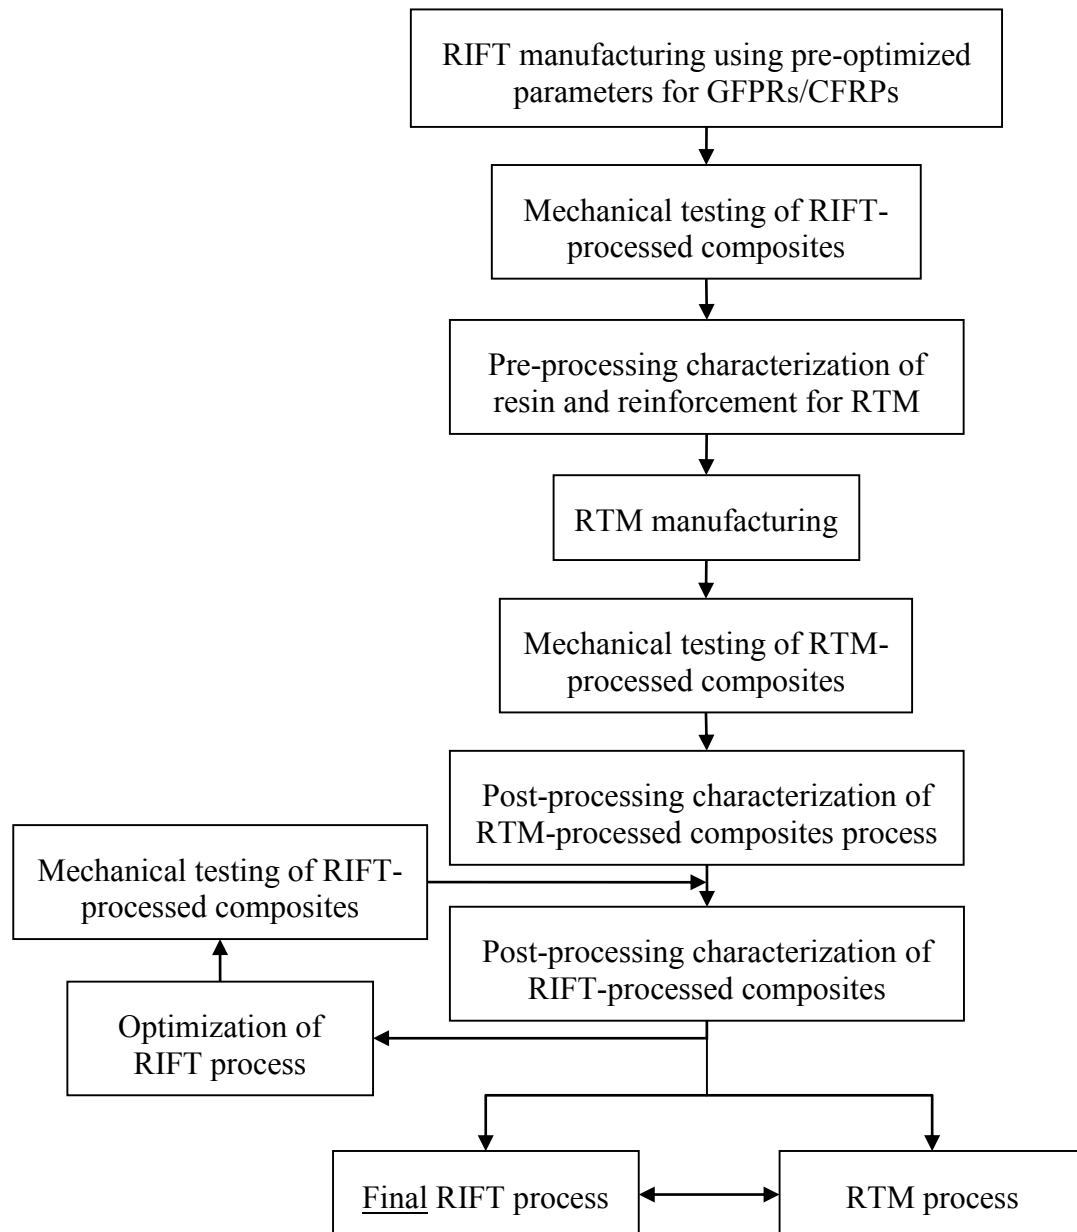 RIFT manufacturing using pre-optimized
parameters for GFPRs/CFRPs
Mechanical testing of RIFT-
processed composites
Pre-processing characterization of
resin and reinforcement for RTM
RTM manufacturing
Mechanical testing of RTM-
processed composites
Post-processing characterization of
RTM-processed composites process
Mechanical testing of RIFT-
processed composites
Post-processing characterization of
RIFT-processed composites
Optimization of
RIFT process
Final RIFT process
RTM process